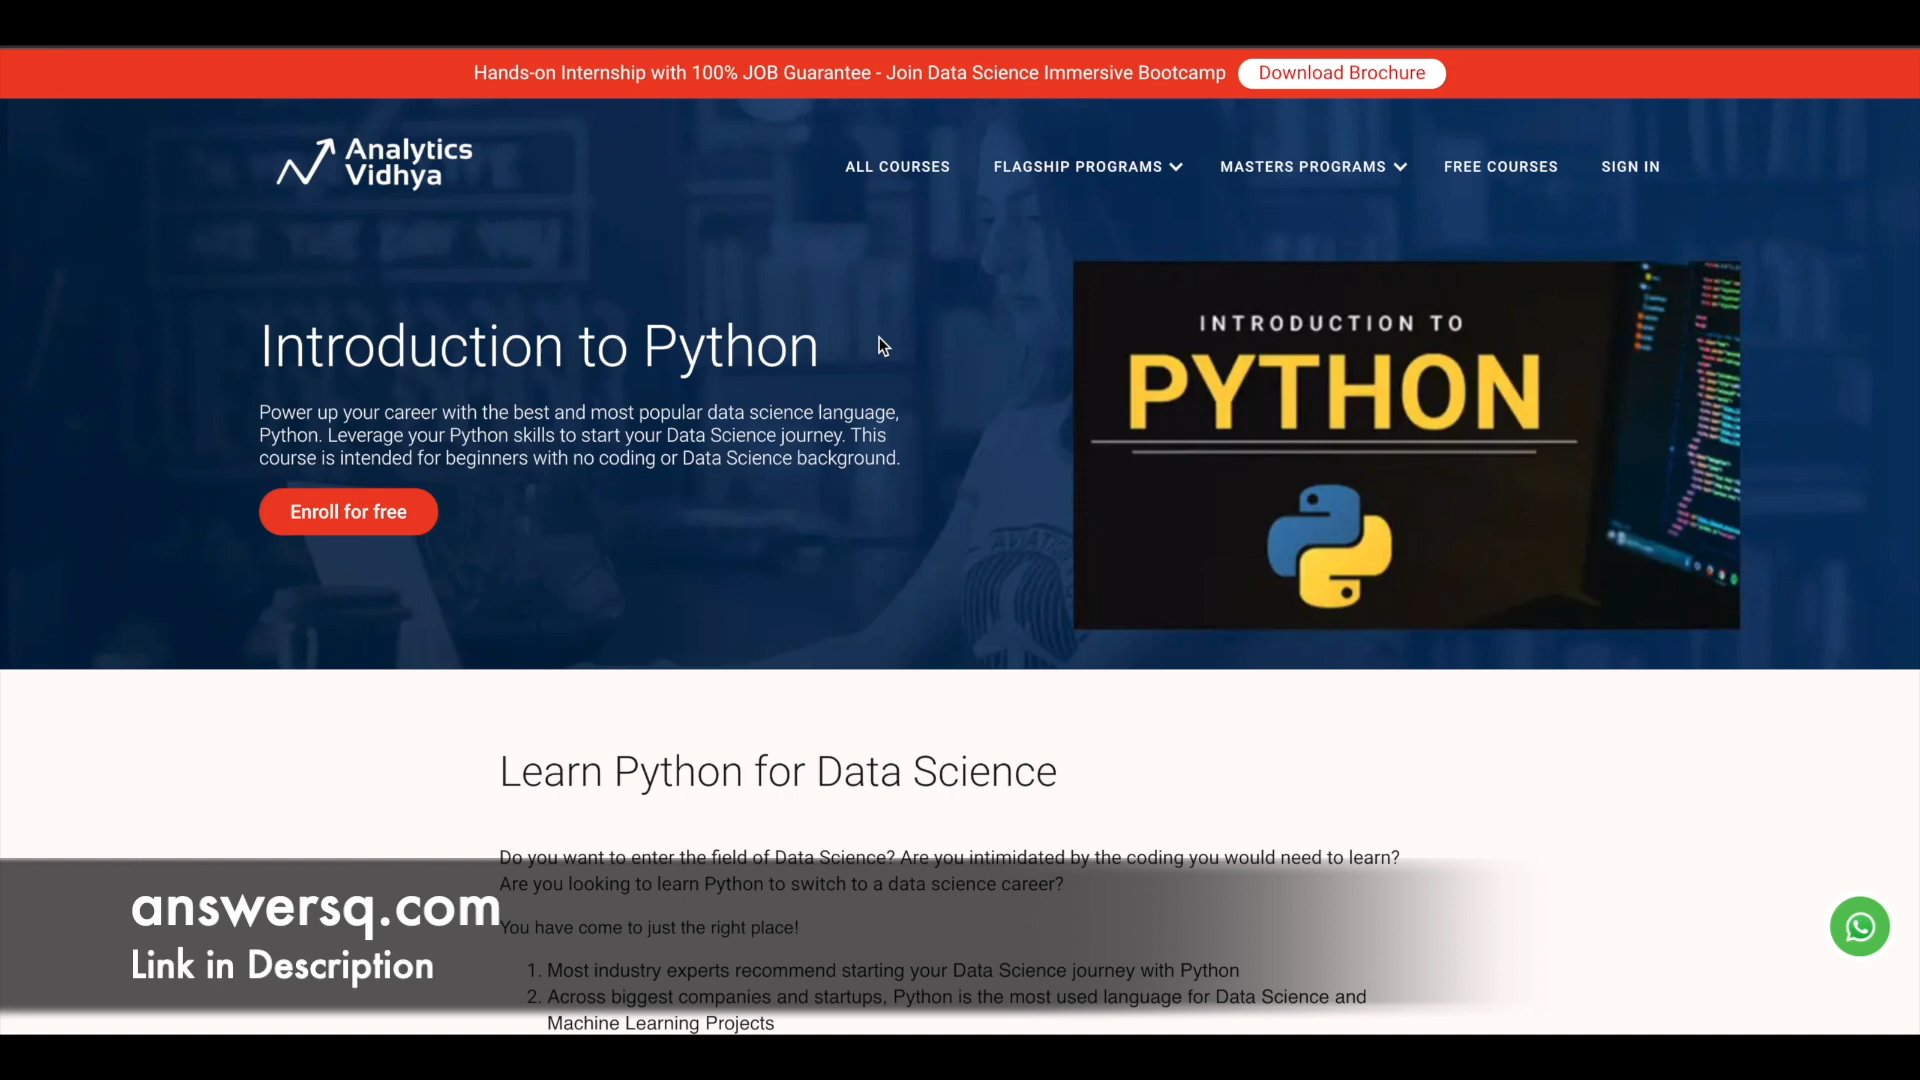 Hands-on Internship with 100% JOB Guarantee - Join Data Science Immersive Bootcamp
Download Brochure
Analytics
Vidhya
ALL COURSES
FLAGSHIP PROGRAMS
MASTERS PROGRAMS
FREE COURSES
SIGN IN
Introduction to Python
Power up your career with the best and most popular data science language,
Python. Leverage your Python skills to start your Data Science journey. This
course is intended for beginners with no coding or Data Science background.
Enroll for free
INTRODUCTION TO
PYTHON
Learn Python for Data Science
Do you want to enter the field of Data Science? Are you intimidated by the coding you would need to learn?
Are you looking to learn Python to switch to a data science career?
You have come to just the right place!
1. Most industry experts recommend starting your Data Science journey with Python
2. Across biggest companies and startups, Python is the most used language for Data Science and
Machine Learning Projects
answersq.com
Link in Description